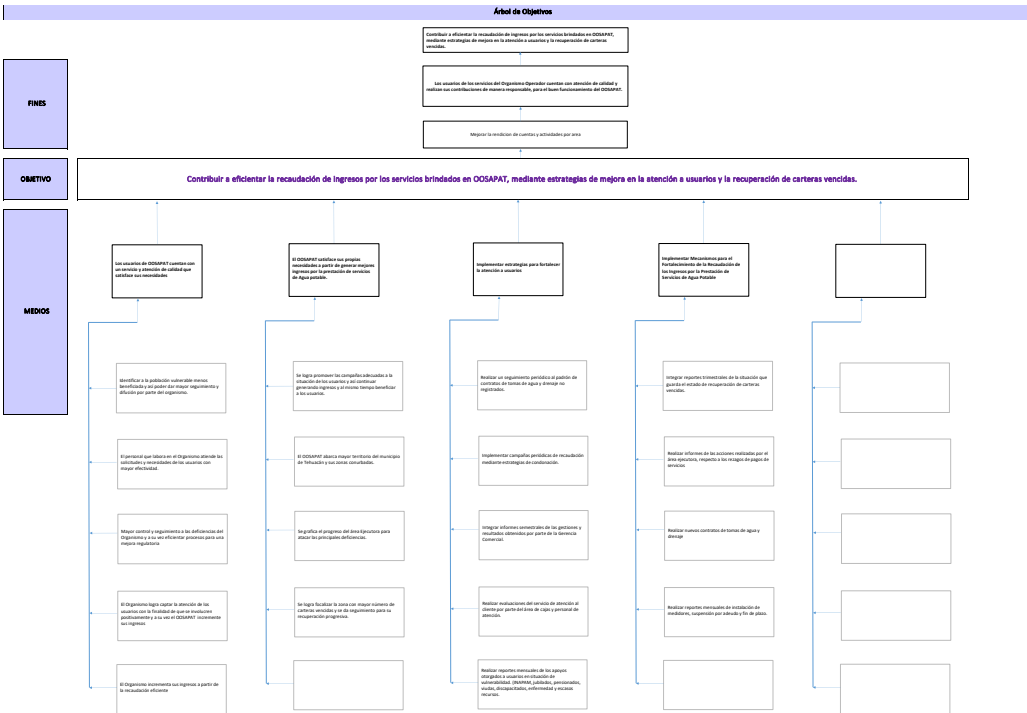 Árbol de Objetivos
Contribuir a eficientar la recaudación de ingresos por los servicios brindados en OOSAPAT,
mediante estrategias de mejora en la atención a usuarios y la recuperación de carteras
vencidas.
FINES
Los usuarios de los servicios del Organismo Operador cuentan con atención de calidad y
realizan sus contribuciones de manera responsable, para el buen funcionamiento del OOSAPAT.
Mejorar la rendicion de cuentas y actividades por area
OBJETIVO
Contribuir a eficientar la recaudación de ingresos por los servicios brindados en OOSAPAT, mediante estrategias de mejora en la atención a usuarios y la recuperación de carteras vencidas.
MEDIOS
Los usuarios de OOSAPAT cuentan con
un servicio y atención de calidad que
satisface sus necesidades
El OOSAPAT satisface sus propias
necesidades a partir de generar mejores
ingresos por la prestación de servicios
de Agua potable.
Implementar estrategias para fortalecer
la atención a usuarios
Implementar Mecanismos para el
Fortalecimiento de la Recaudación de
los Ingresos por la Prestación de
Servicios de Agua Potable
Identificar a la población vulnerable menos
beneficiada y así poder dar mayor seguimiento y
difusión por parte del organismo.
Se logra promover las campañas adecuadas a la
situación de los usuarios y así continuar
generando ingresos y al mismo tiempo beneficiar
a los usuarios.
Realizar un seguimiento periódico al padrón de
contratos de tomas de agua y drenaje no
registrados.
Integrar reportes trimestrales de la situación que
guarda el estado de recuperación de carteras
vencidas.
El personal que labora en el Organismo atiende las
solicitudes y necesidades de los usuarios con
mayor efectividad.
El OOSAPAT abarca mayor territorio del municipio
de Tehuacán y sus zonas conurbadas.
Implementar campañas periódicas de recaudación
mediante estrategias de condonación.
Realizar informes de las acciones realizadas por el
área ejecutora, respecto a los rezagos de pagos de
servicios
Mayor control y seguimiento a las deficiencias del
Organismo y a su vez eficientar procesos para una
mejora regulatoria
Se grafica el progreso del Área Ejecutora para
atacar las principales deficiencias.
Integrar informes semestrales de las gestiones y
resultados obtenidos por parte de la Gerencia
Comercial.
Realizar nuevos contratos de tomas de agua y
drenaje
El Organismo logra captar la atención de los
usuarios con la finalidad de que se involucren
positivamente y a su vez el OOSAPAT incremente
sus ingresos
Se logra focalizar la zona con mayor número de
carteras vencidas y se da seguimiento para su
recuperación progresiva.
Realizar evaluaciones del servicio de atención al
cliente por parte del área de cajas y personal de
atención.
Realizar reportes mensuales de instalación de
medidores, suspensión por adeudo y fin de plazo.
El Organismo incrementa sus ingresos a partir de
la recaudación eficiente
Realizar reportes mensuales de los apoyos
otorgados a usuarios en situación de
vulnerabilidad. (INAPAM, jubilados, pensionados,
viudas, discapacitados, enfermedad y escasos
recursos.